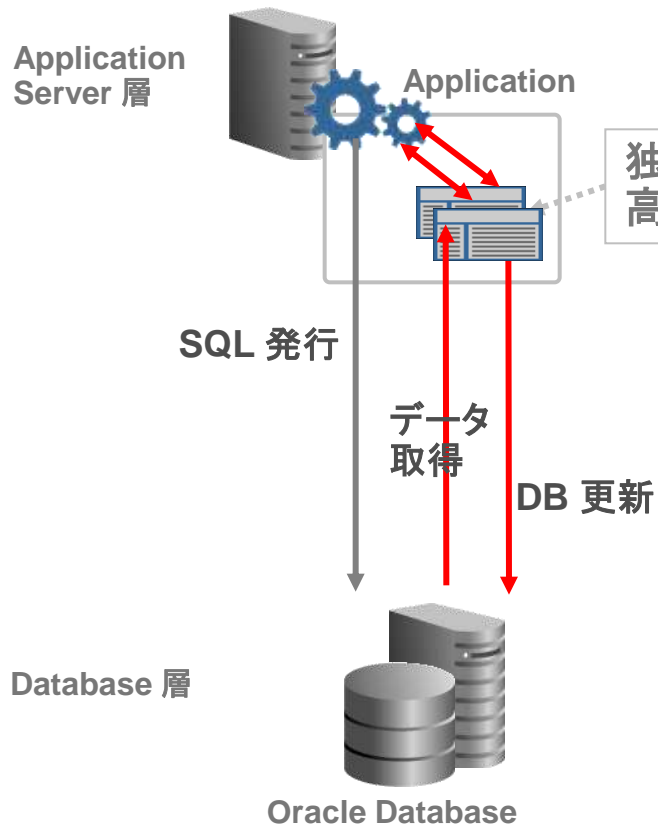 Application
Server 層
Application
独
高
SQL 発行
データ
取得
DB 更新
Database 層
Oracle Database